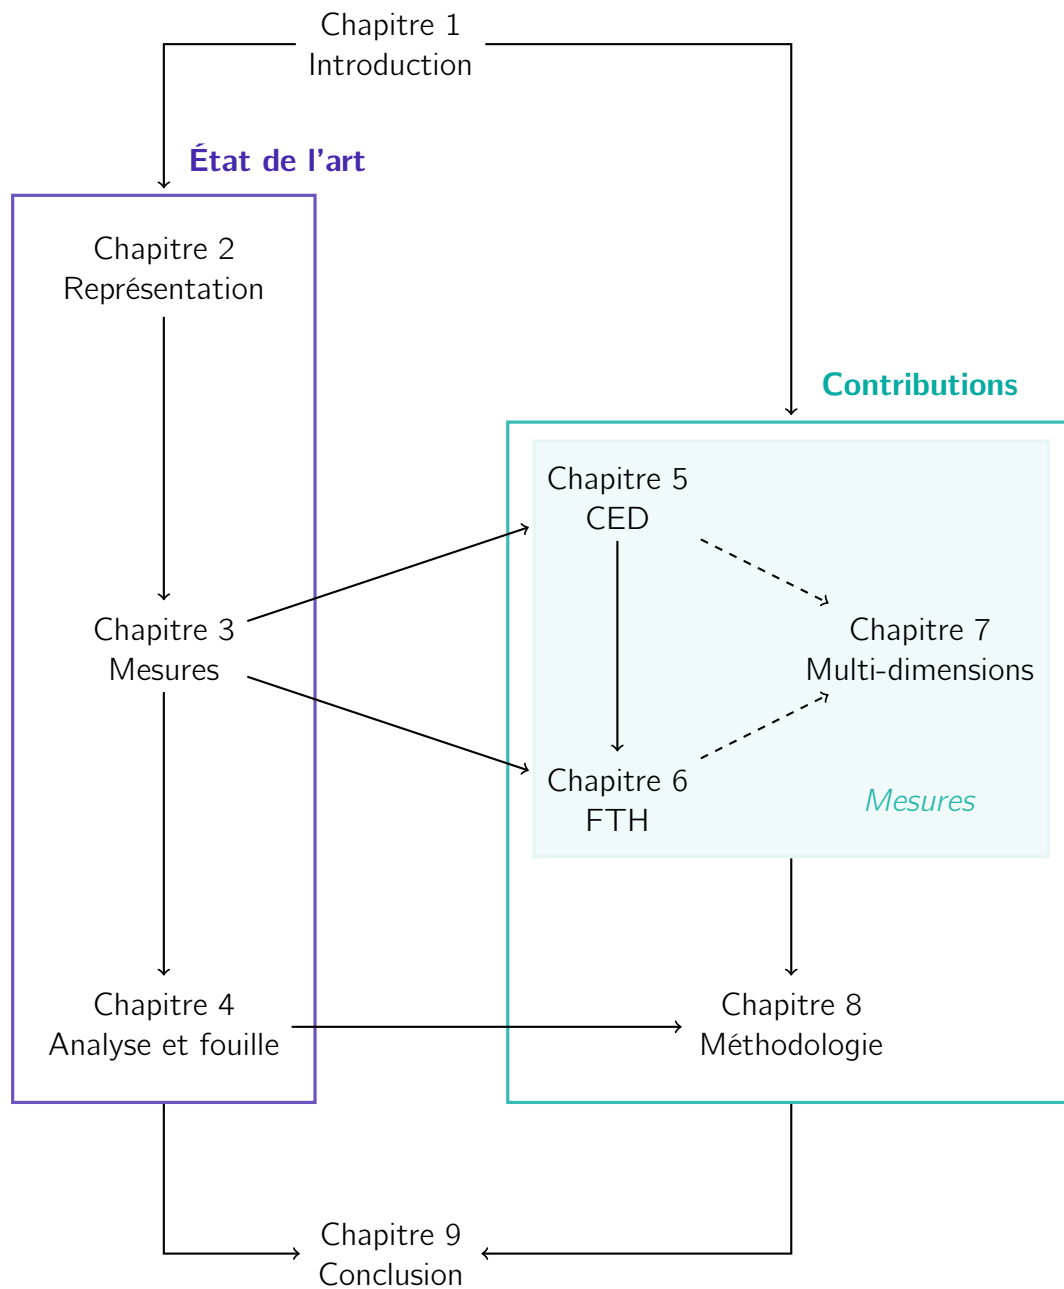 Chapitre 1
Introduction
État de l'art
Chapitre 2
Représentation
Contributions
Chapitre 5
CED
Chapitre 3
Mesures
Chapitre 7
Multi-dimensions
Chapitre 6
FTH
Mesures
Chapitre 4
Analyse et fouille
Chapitre 8
Méthodologie
Chapitre 9
Conclusion